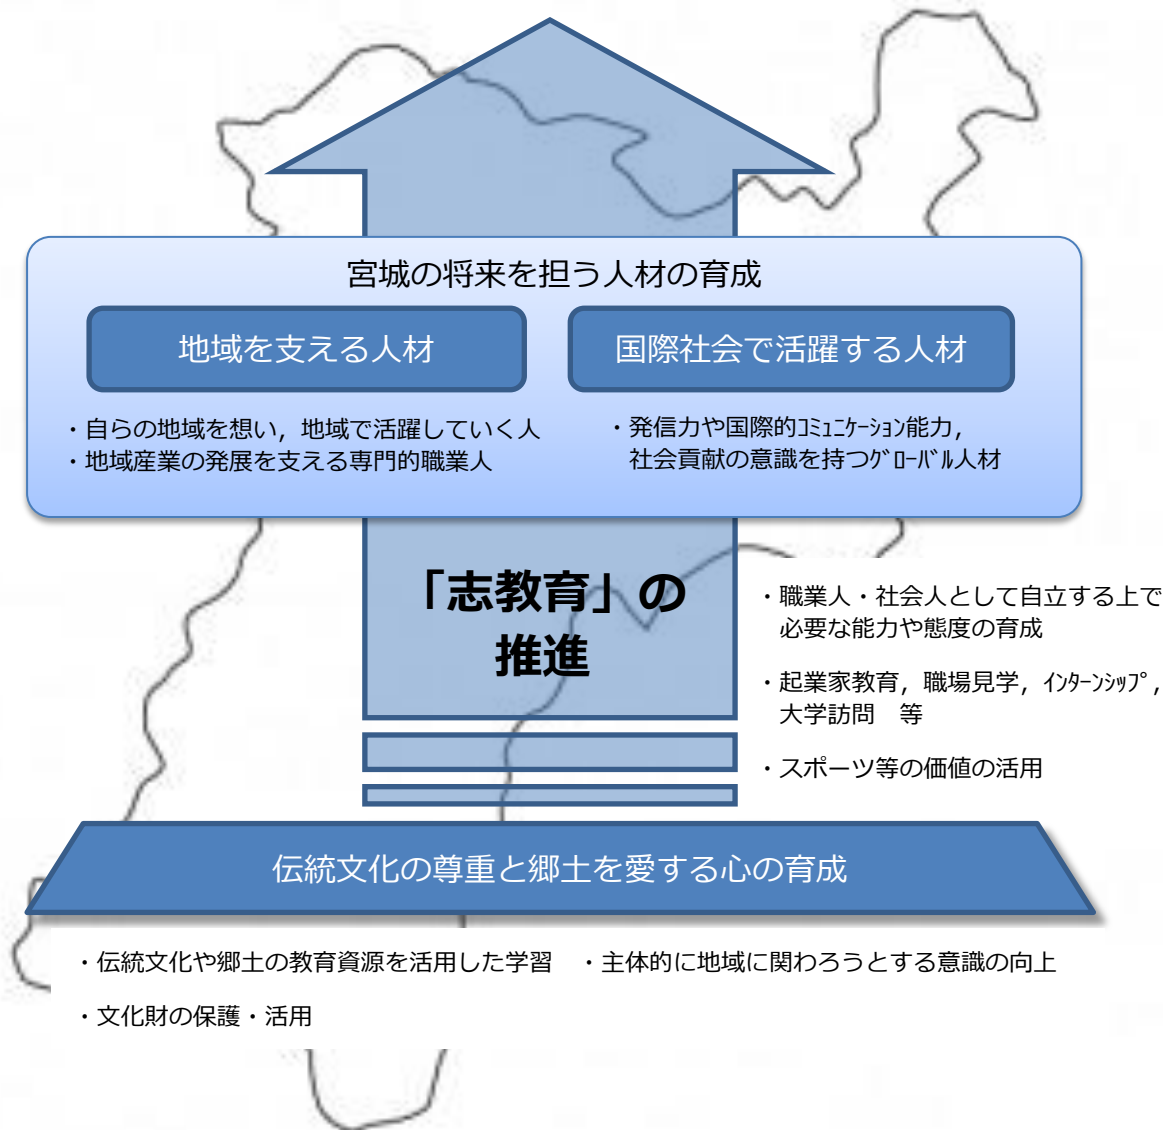 宮城の将来を担う人材の育成
地域を支える人材
国際社会で活躍する人材
・自らの地域を想い，地域で活躍していく人
・地域産業の発展を支える専門的職業人
・発信力や国際的ｺﾐｭﾆｹｰｼｮﾝ能力，
社会貢献の意識を持つｸﾞﾛｰﾊﾞﾙ人材
「志教育」の
推進
・職業人・社会人として自立する上で
必要な能力や態度の育成
・起業家教育，職場見学，ｲﾝﾀｰﾝｼｯﾌﾟ，
大学訪問　等
・スポーツ等の価値の活用
伝統文化の尊重と郷土を愛する心の育成
・伝統文化や郷土の教育資源を活用した学習　・主体的に地域に関わろうとする意識の向上
・文化財の保護・活用